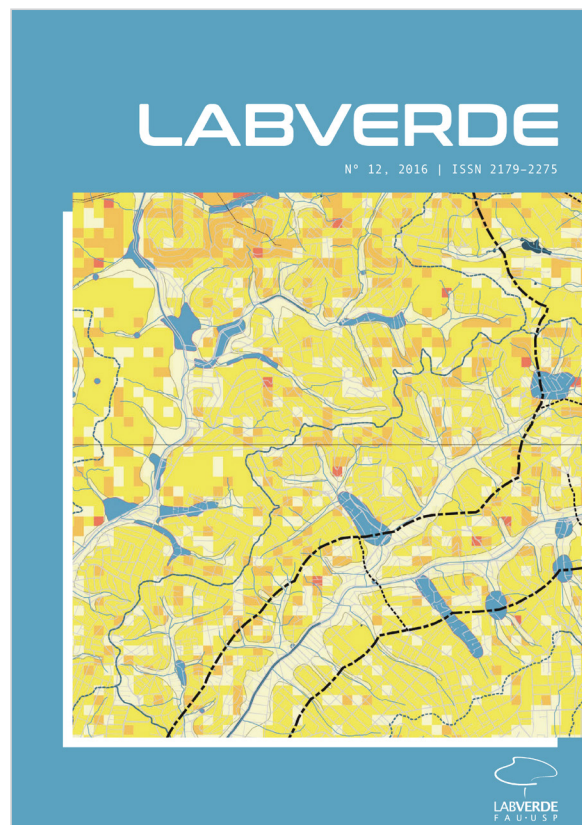 LABVERDE
Nº 12, 2016 | ISSN 2179-2275
LABVERDE
FAU·USP